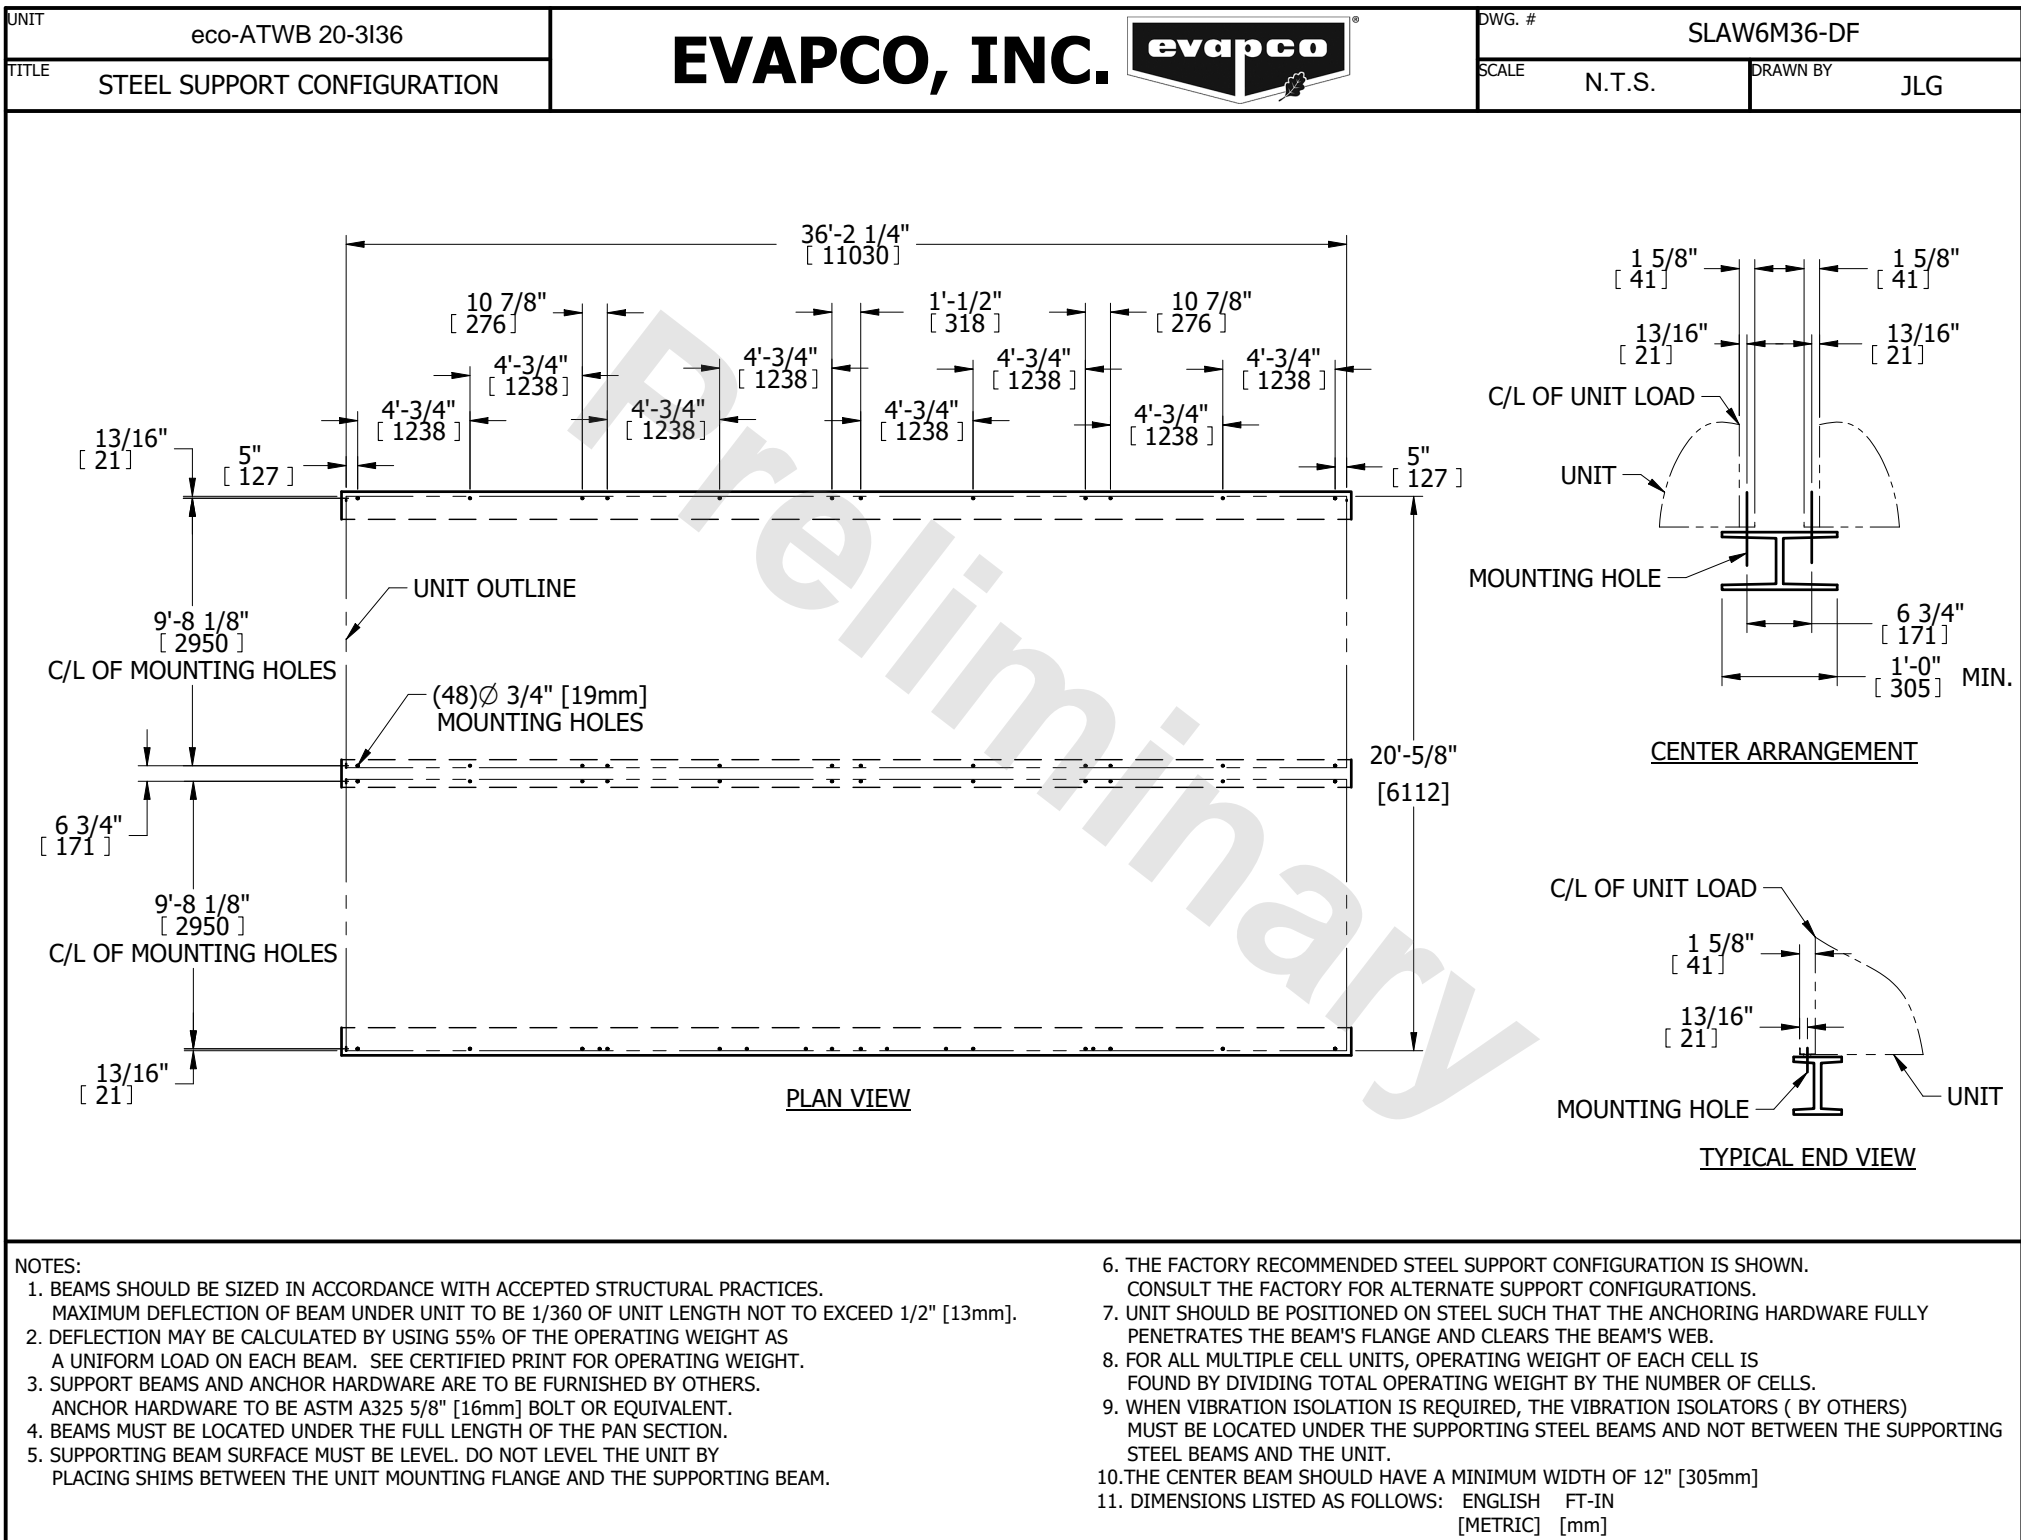 UNIT
eco-ATWB 20-3I36
TITLE
STEEL SUPPORT CONFIGURATION
EVAPCO, INC.
evapco
®
DWG. #
SLAW6M36-DF
SCALE
N.T.S.
DRAWN BY
JLG
36'-2 1/4"
[ 11030 ]
10 7/8"
[ 276 ]
1'-1/2"
[ 318 ]
10 7/8"
[ 276 ]
4'-3/4"
[ 1238 ]
4'-3/4"
[ 1238 ]
4'-3/4"
[ 1238 ]
4'-3/4"
[ 1238 ]
4'-3/4"
[ 1238 ]
4'-3/4"
[ 1238 ]
4'-3/4"
[ 1238 ]
4'-3/4"
[ 1238 ]
13/16"
[ 21 ]
5"
[ 127 ]
5"
[ 127 ]
UNIT OUTLINE
9'-8 1/8"
[ 2950 ]
C/L OF MOUNTING HOLES
(48)Ø 3/4" [19mm]
MOUNTING HOLES
20'-5/8"
[6112]
6 3/4"
[ 171 ]
9'-8 1/8"
[ 2950 ]
C/L OF MOUNTING HOLES
13/16"
[ 21 ]
PLAN VIEW
Preliminary
1 5/8"
[ 41 ]
1 5/8"
[ 41 ]
13/16"
[ 21 ]
13/16"
[ 21 ]
C/L OF UNIT LOAD
UNIT
MOUNTING HOLE
6 3/4"
[ 171 ]
1'-0"
[ 305 ] MIN.
CENTER ARRANGEMENT
C/L OF UNIT LOAD
1 5/8"
[ 41 ]
13/16"
[ 21 ]
MOUNTING HOLE
UNIT
TYPICAL END VIEW
NOTES:
1. BEAMS SHOULD BE SIZED IN ACCORDANCE WITH ACCEPTED STRUCTURAL PRACTICES.
MAXIMUM DEFLECTION OF BEAM UNDER UNIT TO BE 1/360 OF UNIT LENGTH NOT TO EXCEED 1/2" [13mm].
2. DEFLECTION MAY BE CALCULATED BY USING 55% OF THE OPERATING WEIGHT AS
A UNIFORM LOAD ON EACH BEAM. SEE CERTIFIED PRINT FOR OPERATING WEIGHT.
3. SUPPORT BEAMS AND ANCHOR HARDWARE ARE TO BE FURNISHED BY OTHERS.
ANCHOR HARDWARE TO BE ASTM A325 5/8" [16mm] BOLT OR EQUIVALENT.
4. BEAMS MUST BE LOCATED UNDER THE FULL LENGTH OF THE PAN SECTION.
5. SUPPORTING BEAM SURFACE MUST BE LEVEL. DO NOT LEVEL THE UNIT BY
PLACING SHIMS BETWEEN THE UNIT MOUNTING FLANGE AND THE SUPPORTING BEAM.
6. THE FACTORY RECOMMENDED STEEL SUPPORT CONFIGURATION IS SHOWN.
CONSULT THE FACTORY FOR ALTERNATE SUPPORT CONFIGURATIONS.
7. UNIT SHOULD BE POSITIONED ON STEEL SUCH THAT THE ANCHORING HARDWARE FULLY
PENETRATES THE BEAM'S FLANGE AND CLEARS THE BEAM'S WEB.
8. FOR ALL MULTIPLE CELL UNITS, OPERATING WEIGHT OF EACH CELL IS
FOUND BY DIVIDING TOTAL OPERATING WEIGHT BY THE NUMBER OF CELLS.
9. WHEN VIBRATION ISOLATION IS REQUIRED, THE VIBRATION ISOLATORS ( BY OTHERS)
MUST BE LOCATED UNDER THE SUPPORTING STEEL BEAMS AND NOT BETWEEN THE SUPPORTING
STEEL BEAMS AND THE UNIT.
10.THE CENTER BEAM SHOULD HAVE A MINIMUM WIDTH OF 12" [305mm]
11. DIMENSIONS LISTED AS FOLLOWS: ENGLISH FT-IN
[METRIC] [mm]